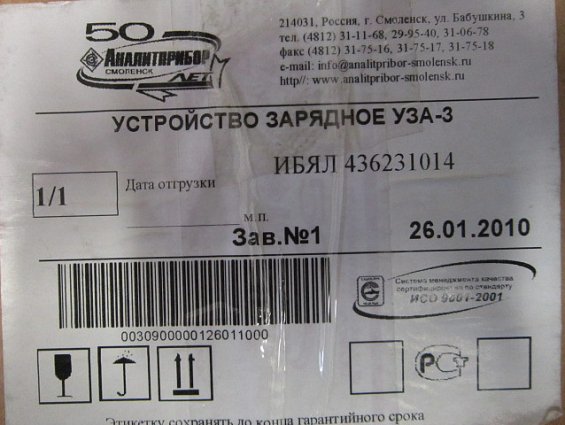 50
АНАЛИТПРИБОР
СМОЛЕНСК
ЛЕТ
214031, Россия, г. Смоленск, ул. Бабушкина, 3
тел. (4812) 31-11-68, 29-95-40, 31-06-78
факс (4812) 31-75-16, 31-75-17, 31-75-18
e-mail: info@analitpribor-smolensk.ru
http//: www.analitpribor-smolensk.ru
УСТРОЙСТВО ЗАРЯДНОЕ УЗА-3
ИБЯЛ 436231014
1/1
Дата отгрузки
м.п.
Зав.№1
26.01.2010
Система менеджмента качества
сертифицирована по стандарту
ИСО 9001-2001
0030900000126011000
РСТ
Этикетку сохранять до конца гарантийного срока